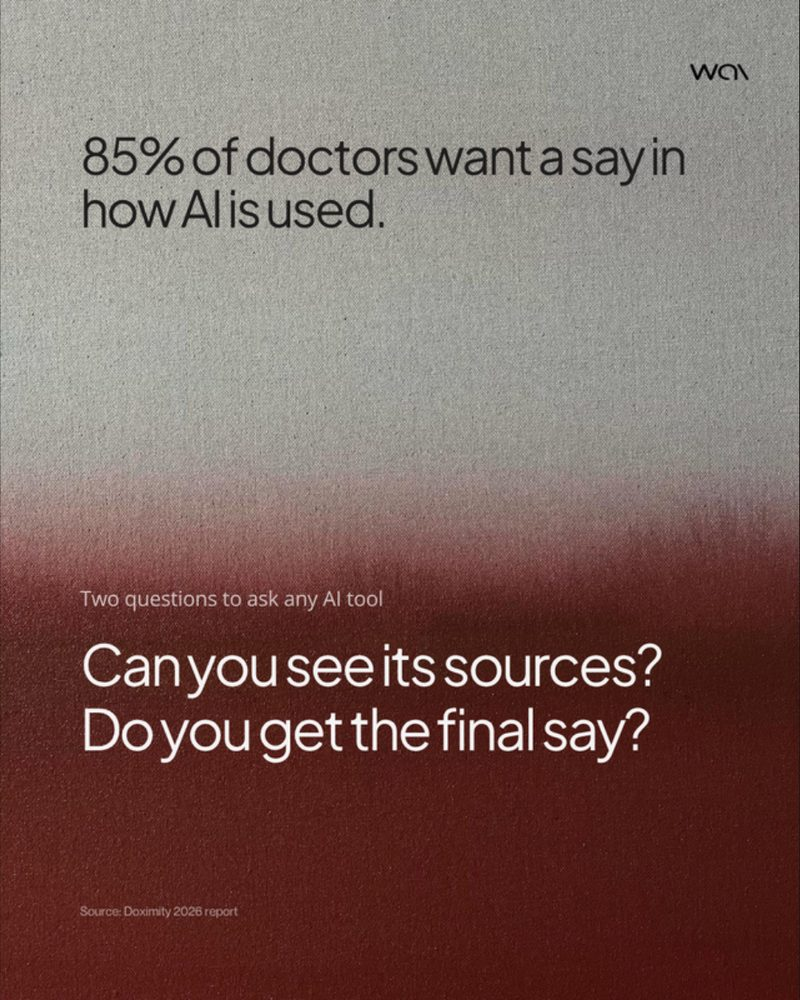 wai
85% of doctors want a say in
how AI is used.
Two questions to ask any AI tool
Can you see its sources?
Do you get the final say?
Source: Doximity 2026 report